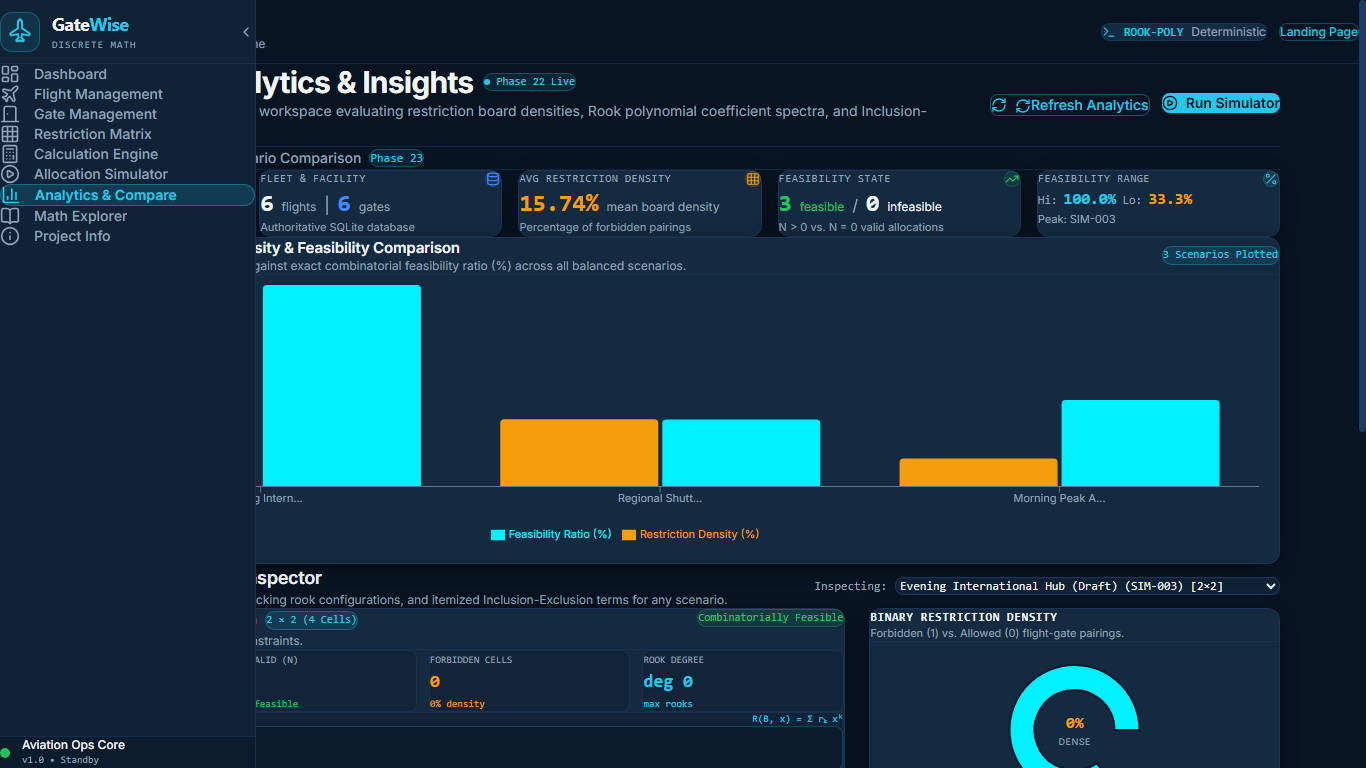 GateWise
DISCRETE MATH
Dashboard
Flight Management
Gate Management
Restriction Matrix
Calculation Engine
Allocation Simulator
Analytics & Compare
Math Explorer
Project Info
Aviation Ops Core
v1.0 • Standby
ROOK-POLY Deterministic
Landing Page
lytics & Insights
Phase 22 Live
workspace evaluating restriction board densities, Rook polynomial coefficient spectra, and Inclusion-
Refresh Analytics
Run Simulator
ario Comparison
Phase 23
FLEET & FACILITY
6 flights | 6 gates
Authoritative SQLite database
AVG RESTRICTION DENSITY
15.74% mean board density
Percentage of forbidden pairings
FEASIBILITY STATE
3 feasible / 0 infeasible
N > 0 vs. N = 0 valid allocations
FEASIBILITY RANGE
Hi: 100.0% Lo: 33.3%
Peak: SIM-003
sity & Feasibility Comparison
gainst exact combinatorial feasibility ratio (%) across all balanced scenarios.
3 Scenarios Plotted
g Intern...
Regional Shutt...
Morning Peak A...
Feasibility Ratio (%)
Restriction Density (%)
nspector
cking rook configurations, and itemized Inclusion-Exclusion terms for any scenario.
Inspecting:
Evening International Hub (Draft) (SIM-003) [2×2]
2 × 2 (4 Cells)
Combinatorially Feasible
nstraints.
ALID (N)
feasible
FORBIDDEN CELLS
0
0% density
ROOK DEGREE
deg 0
max rooks
R(B, x) = Σ rₖ xᵏ
BINARY RESTRICTION DENSITY
Forbidden (1) vs. Allowed (0) flight-gate pairings.
0%
DENSE